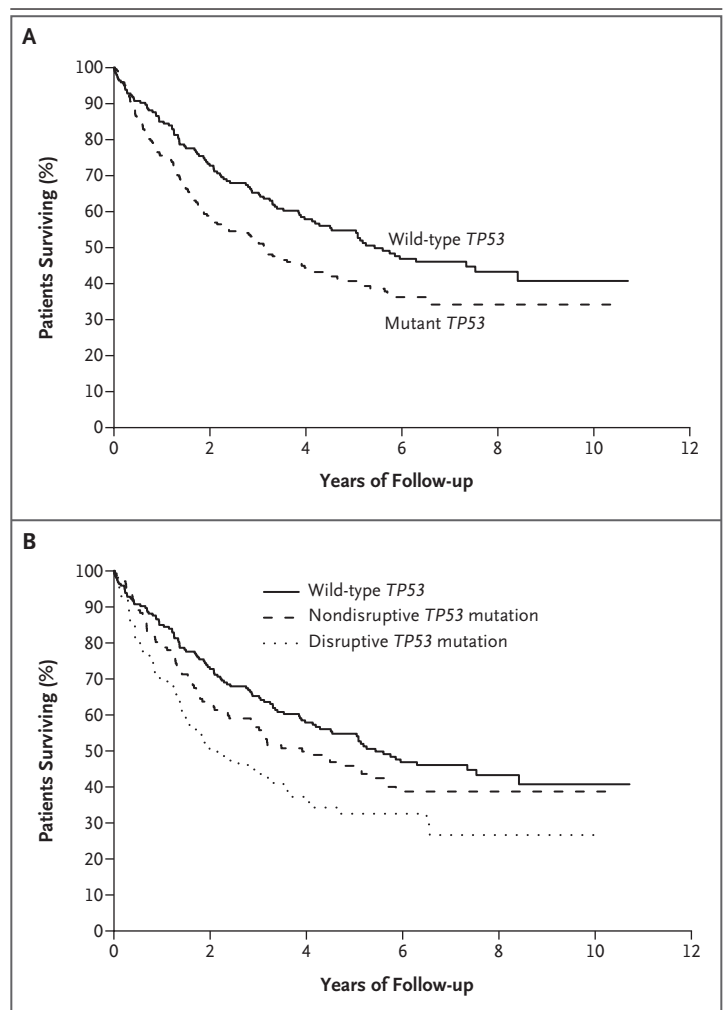 A
100
90
80
70
60
50
40
30
20
10
0
Patients Surviving (%)
Wild-type TP53
Mutant TP53
0 2 4 6 8 10 12
Years of Follow-up
B
100
90
80
70
60
50
40
30
20
10
0
Patients Surviving (%)
Wild-type TP53
Nondisruptive TP53 mutation
Disruptive TP53 mutation
0 2 4 6 8 10 12
Years of Follow-up